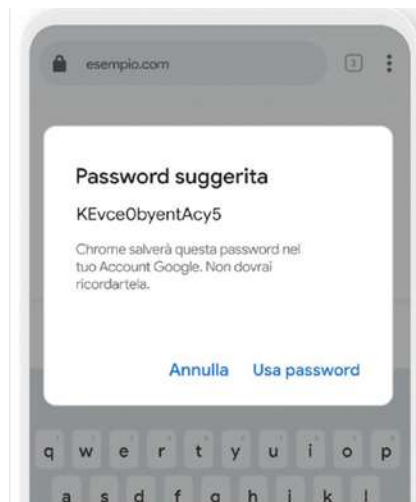 esempio.com 3
Password suggerita
KEvce0byentAcy5
Chrome salverà questa password nel
tuo Account Google. Non dovrai
ricordartela.
Annulla Usa password
q w e r t y u i o p
a s d f g h j k l